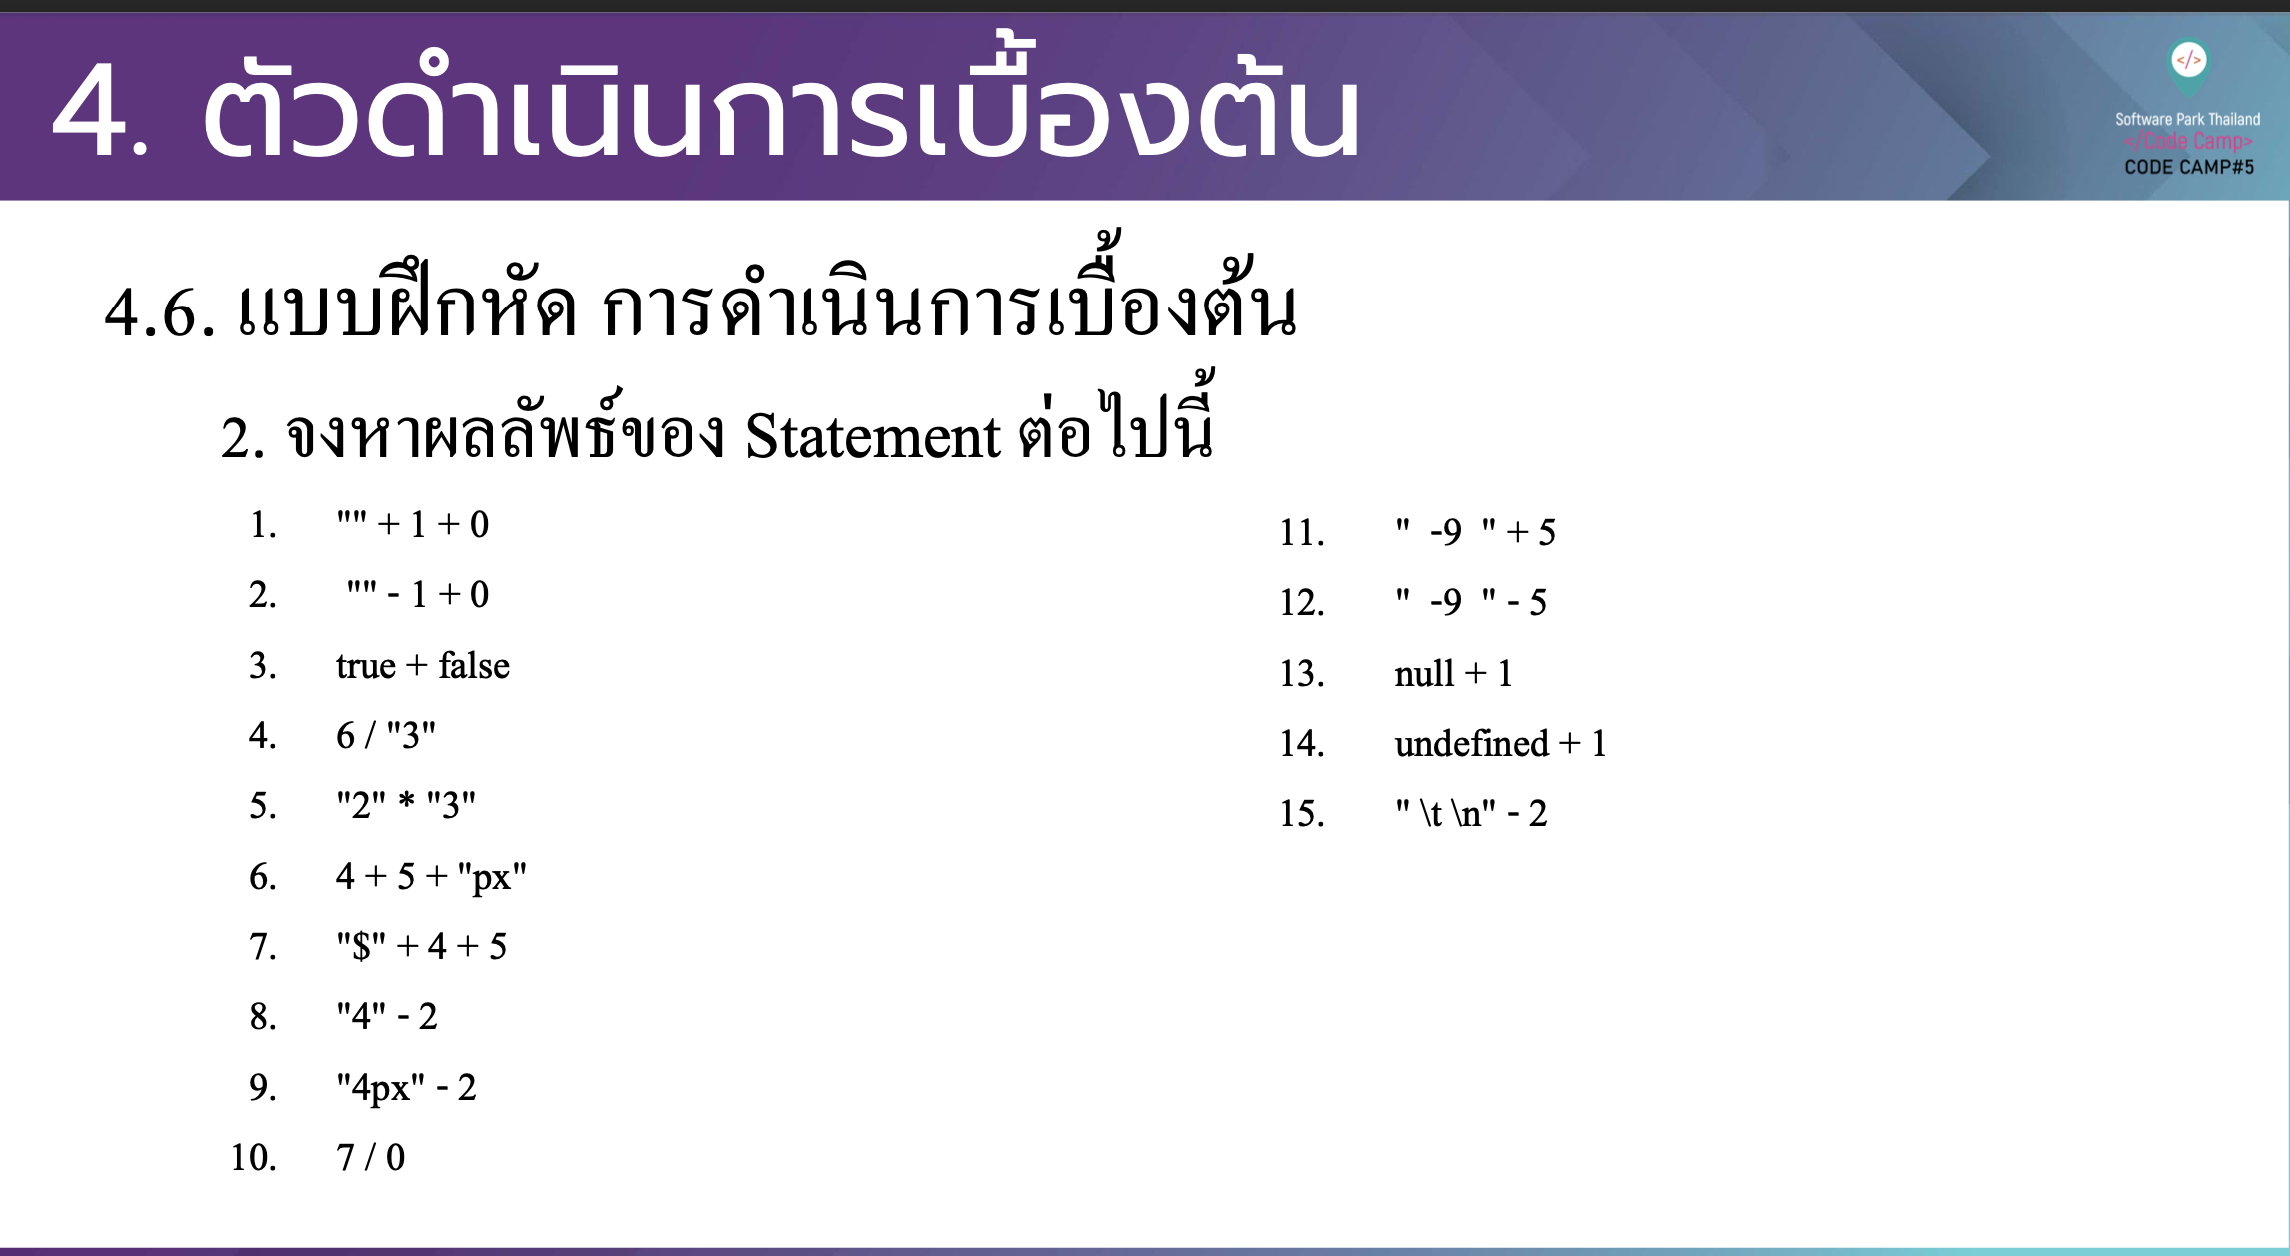 4. ตัวดำเนินการเบื้องต้น
</>
Software Park Thailand
</Code Camp>
CODE CAMP#5
4.6. แบบฝึกหัด การดำเนินการเบื้องต้น
2. จงหาผลลัพธ์ของ Statement ต่อไปนี้
1. "" + 1 + 0
2. "" - 1 + 0
3. true + false
4. 6 / "3"
5. "2" * "3"
6. 4 + 5 + "px"
7. "$" + 4 + 5
8. "4" - 2
9. "4px" - 2
10. 7 / 0
11. "  -9  " + 5
12. "  -9  " - 5
13. null + 1
14. undefined + 1
15. " \t \n" - 2